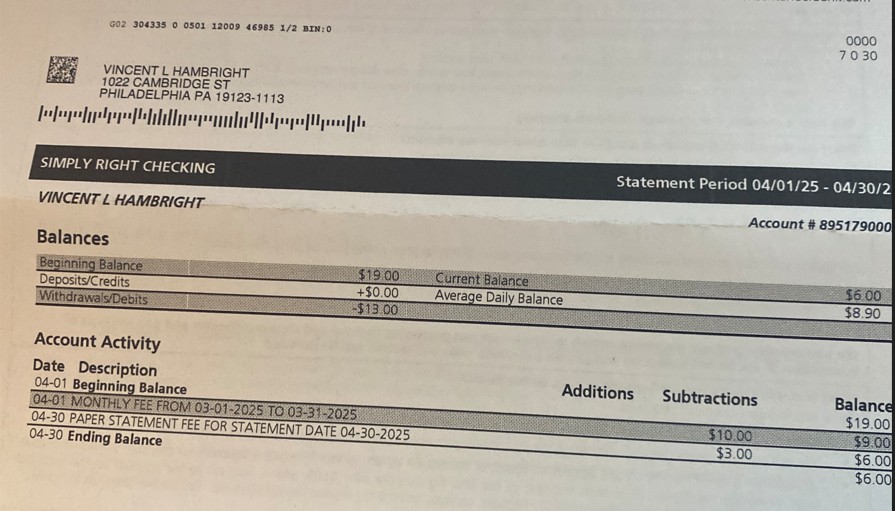 G02 304335 0 0501 12009 46985 1/2 BIN:0
0000
7 0 30
VINCENT L HAMBRIGHT
1022 CAMBRIDGE ST
PHILADELPHIA PA 19123-1113
SIMPLY RIGHT CHECKING Statement Period 04/01/25 - 04/30/2
VINCENT L HAMBRIGHT Account # 895179000
Balances
Beginning Balance $19.00 Current Balance $6.00
Deposits/Credits +$0.00 Average Daily Balance $8.90
Withdrawals/Debits -$13.00
Account Activity
Date Description Additions Subtractions Balance
04-01 Beginning Balance $19.00
04-01 MONTHLY FEE FROM 03-01-2025 TO 03-31-2025 $10.00 $9.00
04-30 PAPER STATEMENT FEE FOR STATEMENT DATE 04-30-2025 $3.00 $6.00
04-30 Ending Balance $6.00